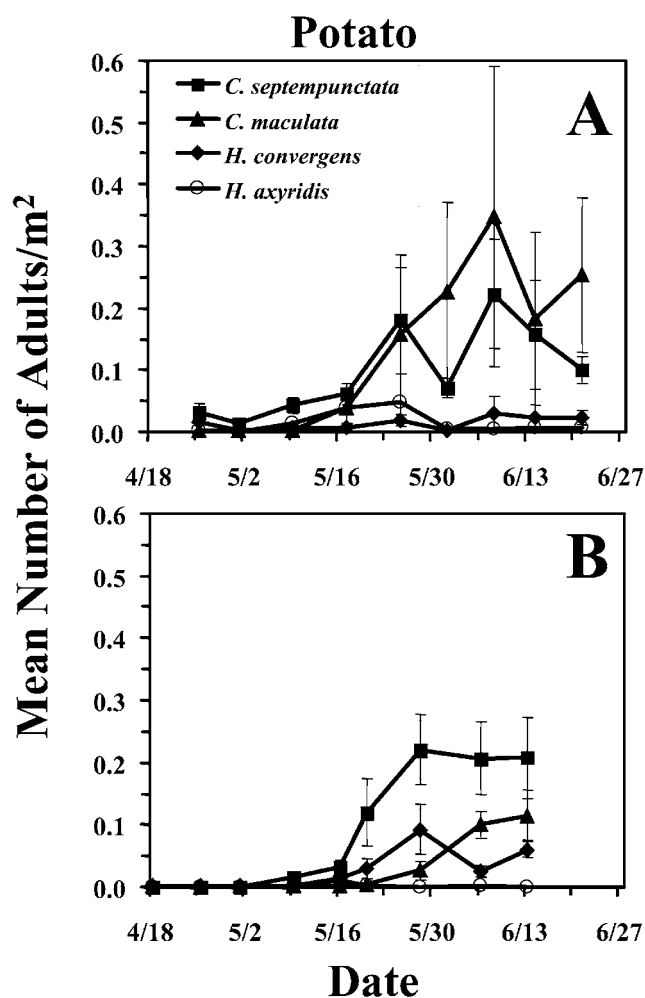 Potato
Mean Number of Adults/m²
0.6
0.5
0.4
0.3
0.2
0.1
0.0
C. septempunctata
C. maculata
H. convergens
H. axyridis
A
4/18 5/2 5/16 5/30 6/13 6/27
0.6
0.5
0.4
0.3
0.2
0.1
0.0
B
4/18 5/2 5/16 5/30 6/13 6/27
Date